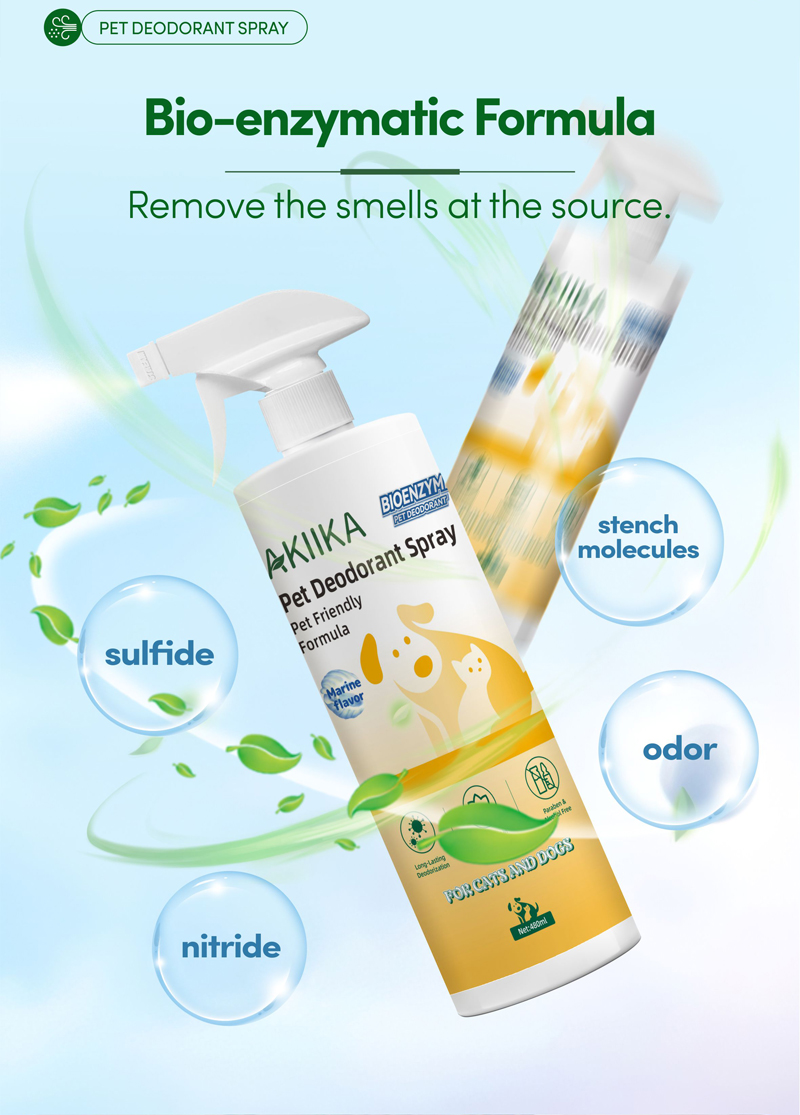 PET DEODORANT SPRAY
Bio-enzymatic Formula
Remove the smells at the source.
BIOENZYM
PET DEODORANT
AKIIKA
Pet Deodorant Spray
Pet Friendly
Formula
Marine
flavor
stench
molecules
sulfide
odor
Paraben &
Free
Long-Lasting
Deodorization
FOR CATS AND DOGS
Net:480ml
nitride